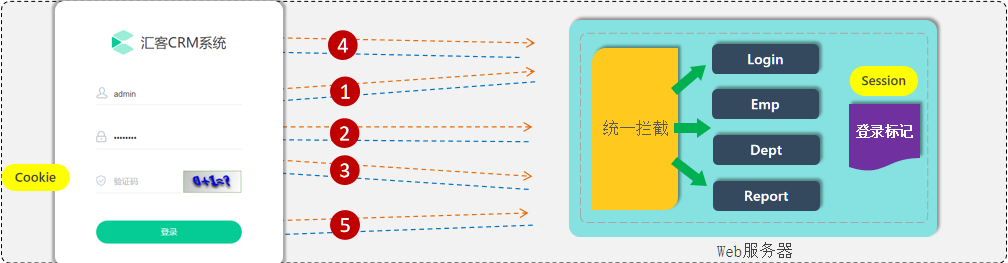 汇客CRM系统
admin
••••••••
验证码
0+1=?
登录
Cookie
4
1
2
3
5
统一拦截
Login
Emp
Dept
Report
Session
登录标记
Web服务器